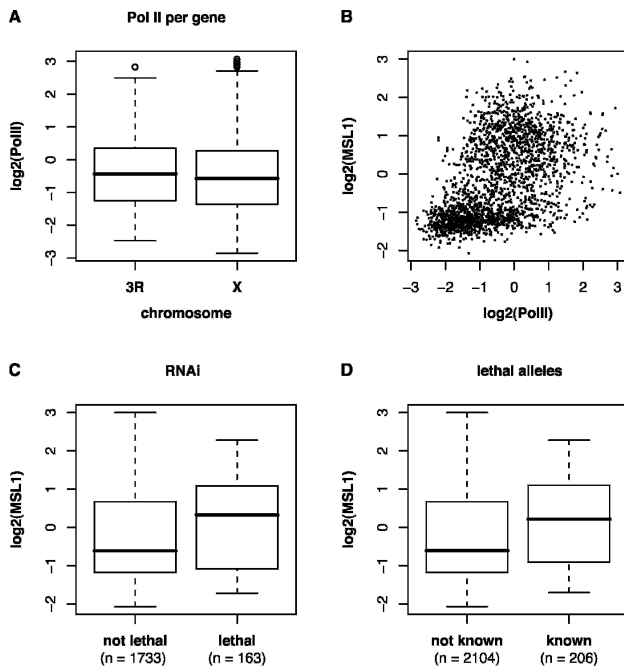 A Pol II per gene
log2(PolII)
3
2
1
0
−1
−2
−3
3R X
chromosome
B
log2(MSL1)
3
2
1
0
−1
−2
−3 −2 −1 0 1 2 3
log2(PolII)
C RNAi
log2(MSL1)
3
2
1
0
−1
−2
not lethal lethal
(n = 1733) (n = 163)
D lethal alleles
log2(MSL1)
3
2
1
0
−1
−2
not known known
(n = 2104) (n = 206)